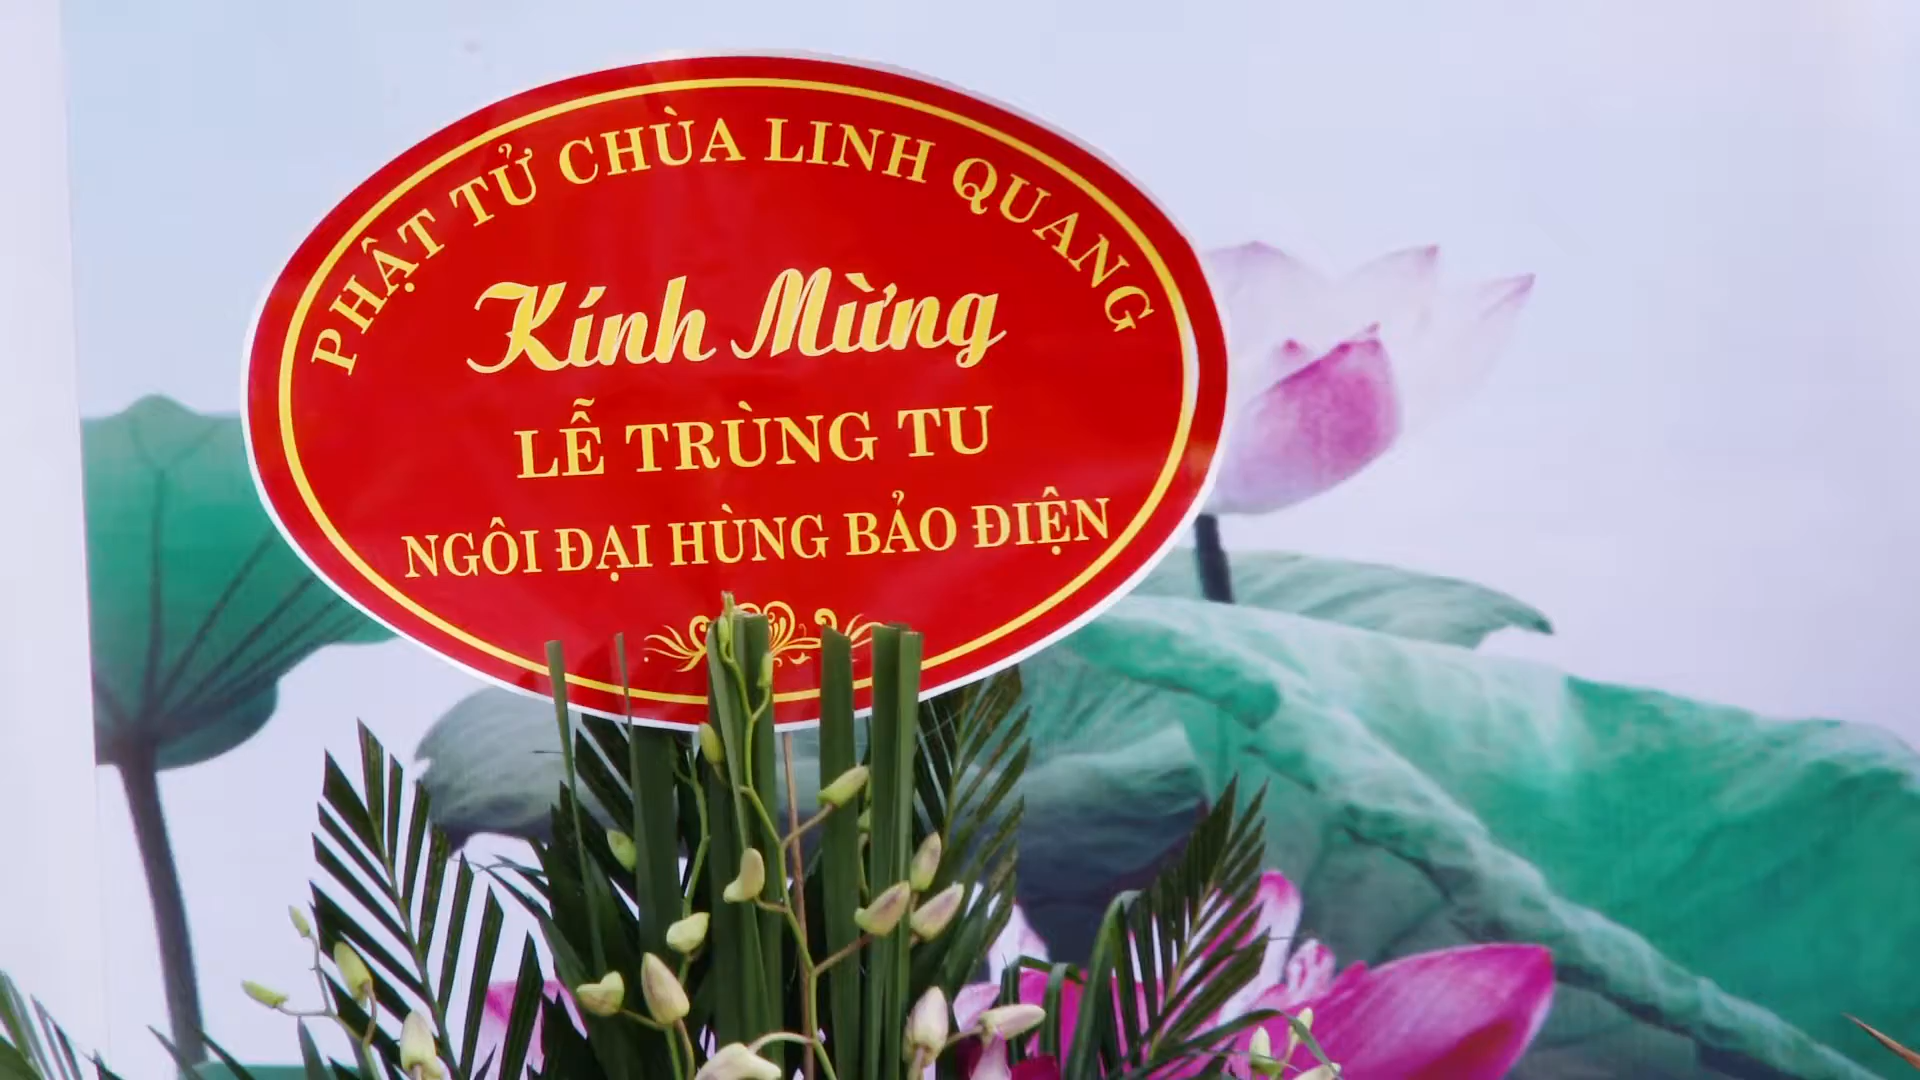 PHẬT TỬ CHÙA LINH QUANG
Kính Mừng
LỄ TRÙNG TU
NGÔI ĐẠI HÙNG BẢO ĐIỆN